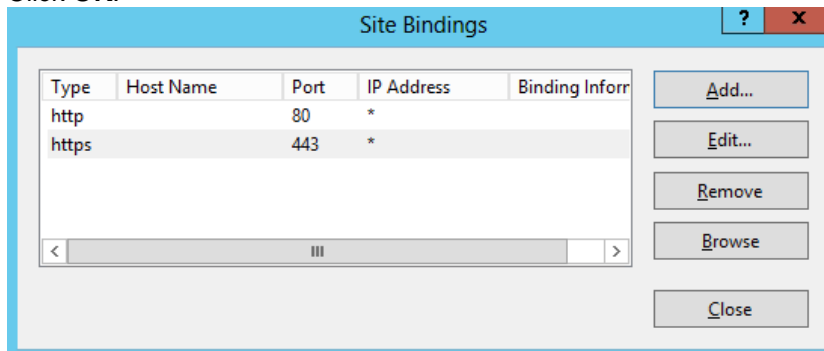 Site Bindings
? x
Type Host Name Port IP Address Binding Inforr
http 80 *
https 443 *
Add...
Edit...
Remove
Browse
Close